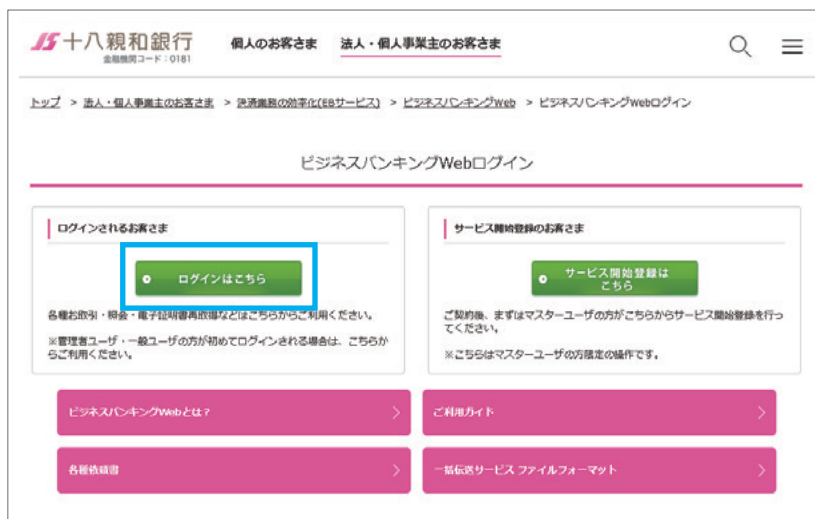 十八親和銀行
金融機関コード：0181
個人のお客さま
法人・個人事業主のお客さま
トップ > 法人・個人事業主のお客さま > 決済業務の効率化(EBサービス) > ビジネスバンキングWeb > ビジネスバンキングWebログイン
ビジネスバンキングWebログイン
ログインされるお客さま
ログインはこちら
各種お取引・照会・電子証明書再取得などはこちらからご利用ください。
※管理者ユーザ・一般ユーザの方が初めてログインされる場合は、こちらか
らご利用ください。
サービス開始登録のお客さま
サービス開始登録は
こちら
ご契約後、まずはマスターユーザの方がこちらからサービス開始登録を行っ
てください。
※こちらはマスターユーザの方限定の操作です。
ビジネスバンキングWebとは？
ご利用ガイド
各種依頼書
一括伝送サービス ファイルフォーマット